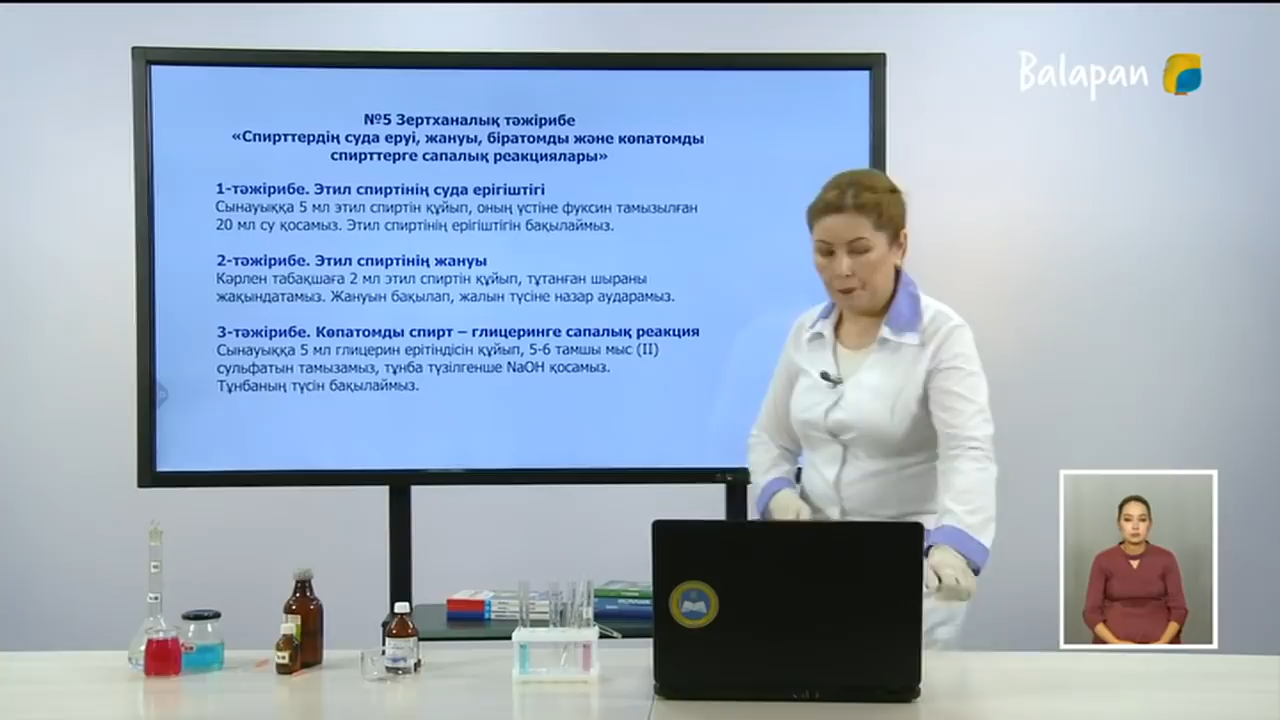 Balapan
№5 Зертханалық тәжірибе
«Спирттердің суда еруі, жануы, біратомды және көпатомды
спирттерге сапалық реакциялары»
1-тәжірибе. Этил спиртінің суда ерігіштігі
Сынауыққа 5 мл этил спиртін құйып, оның үстіне фуксин тамызылған
20 мл су қосамыз. Этил спиртінің ерігіштігін бақылаймыз.
2-тәжірибе. Этил спиртінің жануы
Кәрлен табақшаға 2 мл этил спиртін құйып, тұтанған шыраны
жақындатамыз. Жануын бақылап, жалын түсіне назар аударамыз.
3-тәжірибе. Көпатомды спирт – глицеринге сапалық реакция
Сынауыққа 5 мл глицерин ерітіндісін құйып, 5-6 тамшы мыс (II)
сульфатын тамызамыз, тұнба түзілгенше NaOH қосамыз.
Тұнбаның түсін бақылаймыз.